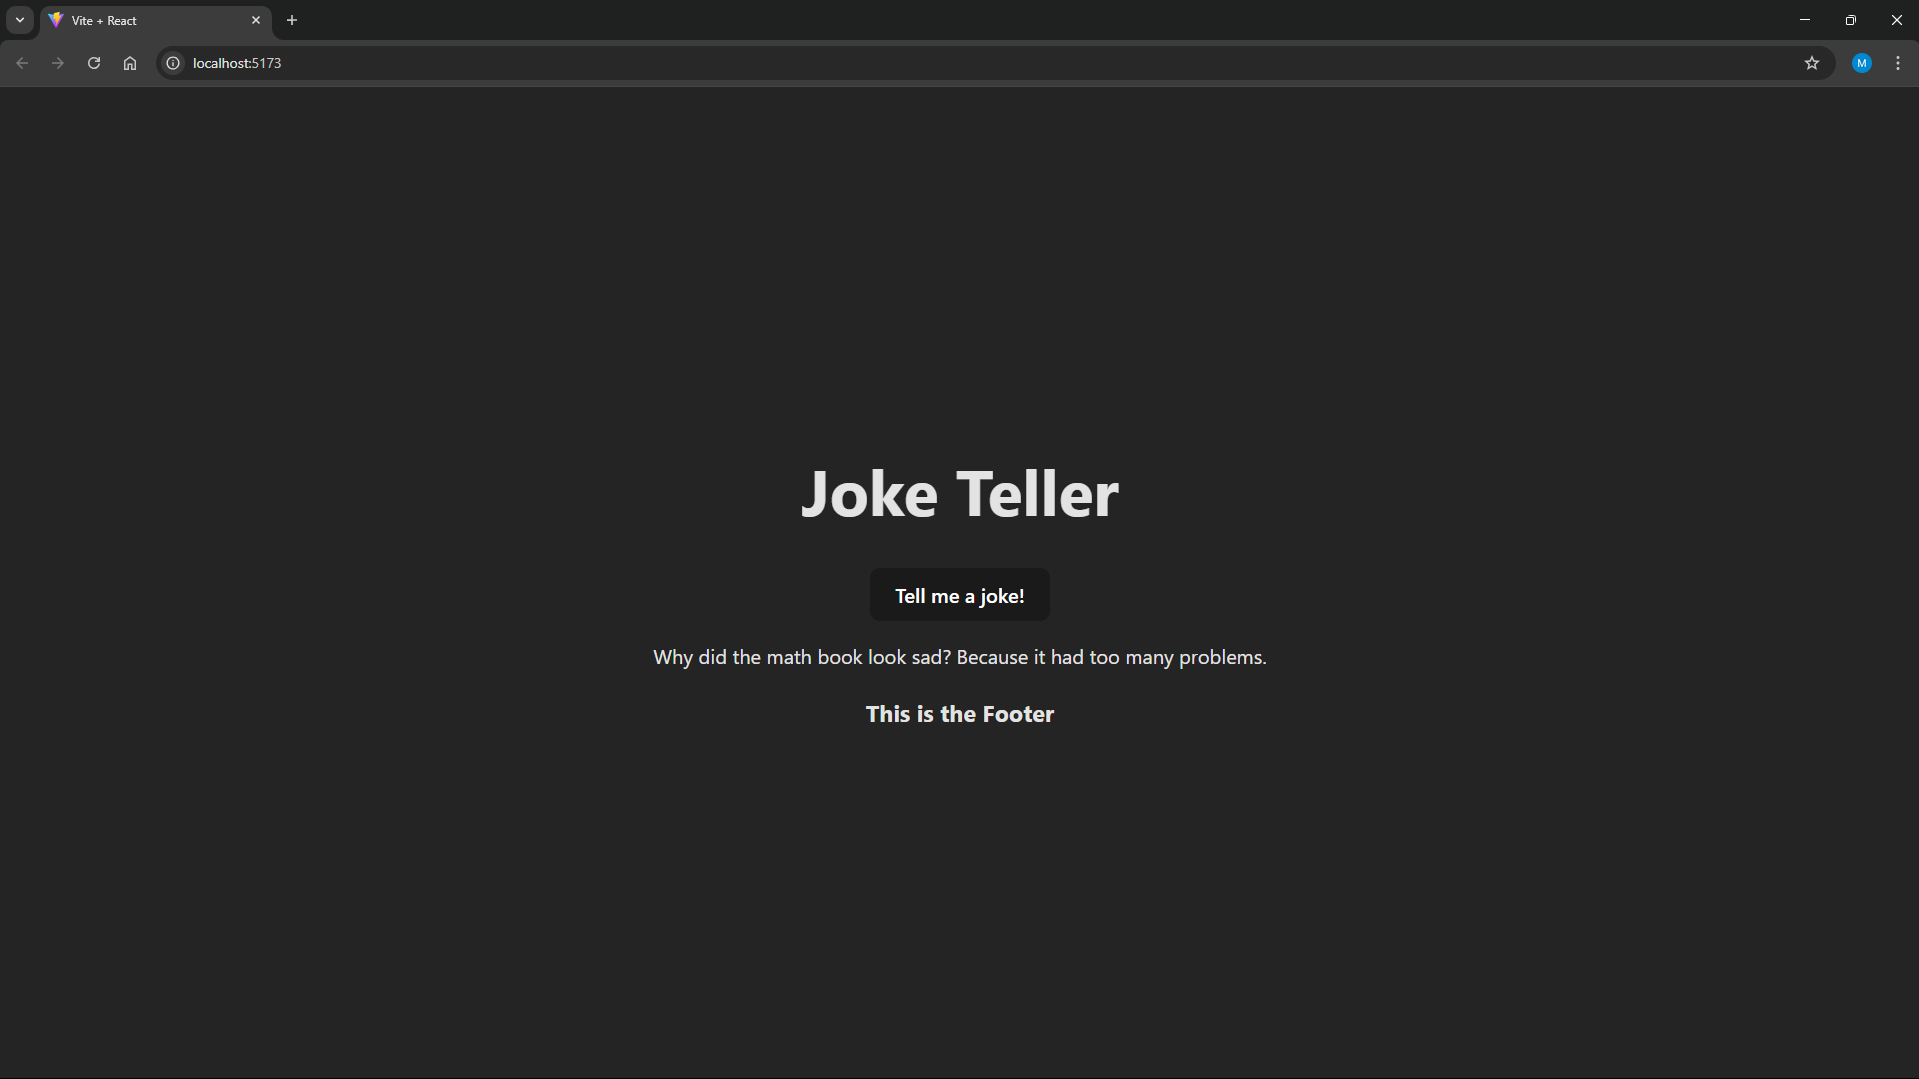 Vite + React
localhost:5173
M
Joke Teller
Tell me a joke!
Why did the math book look sad? Because it had too many problems.
This is the Footer